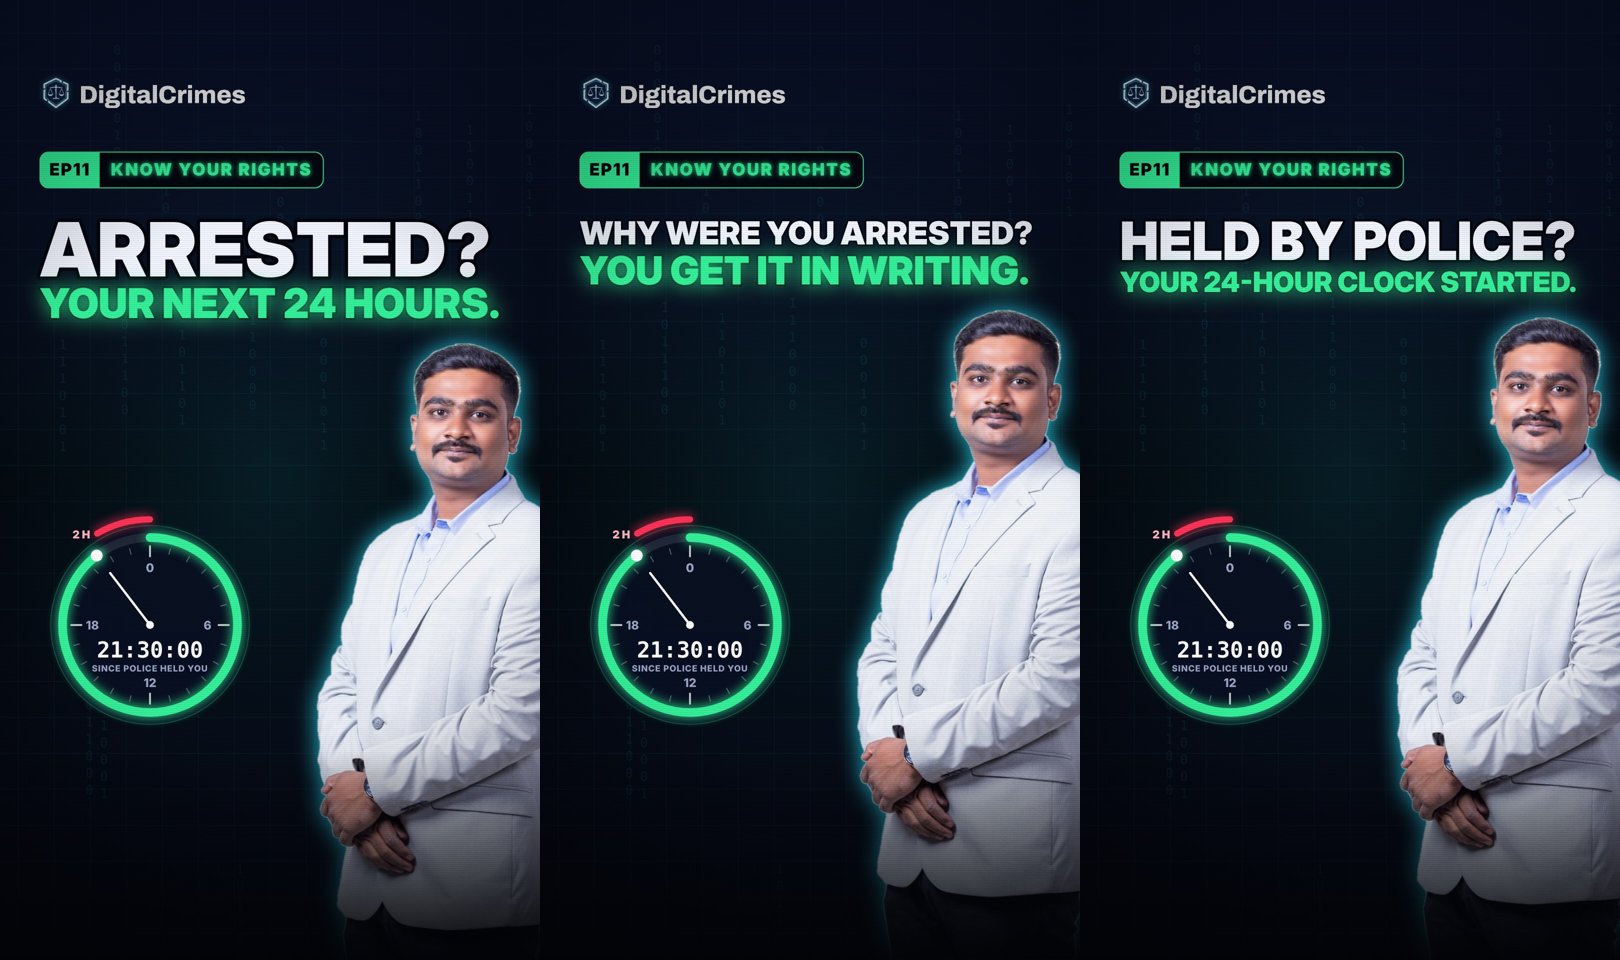 DigitalCrimes
EP11 KNOW YOUR RIGHTS
ARRESTED?
YOUR NEXT 24 HOURS.
2H
0
18 6
21:30:00
SINCE POLICE HELD YOU
12
DigitalCrimes
EP11 KNOW YOUR RIGHTS
WHY WERE YOU ARRESTED?
YOU GET IT IN WRITING.
2H
0
18 6
21:30:00
SINCE POLICE HELD YOU
12
DigitalCrimes
EP11 KNOW YOUR RIGHTS
HELD BY POLICE?
YOUR 24-HOUR CLOCK STARTED.
2H
0
18 6
21:30:00
SINCE POLICE HELD YOU
12